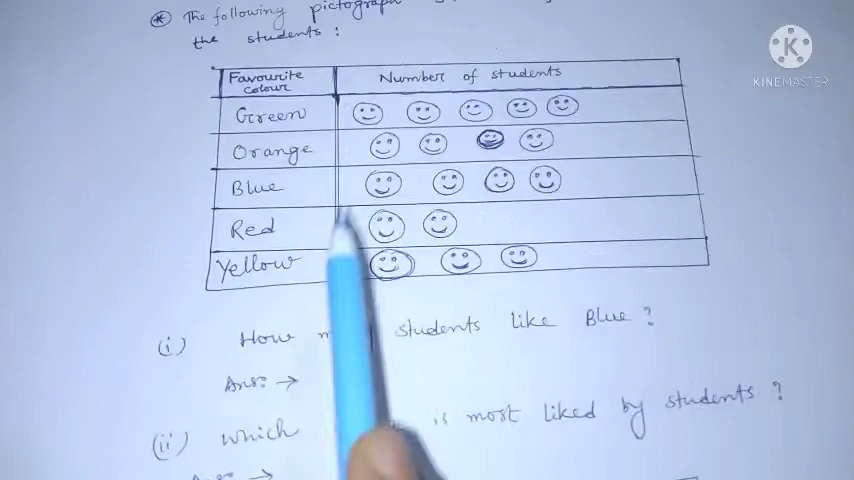 The following pictograph
the students :
Favourite colour Number of students
Green
Orange
Blue
Red
Yellow
(i) How students like Blue ?
Ans: →
(ii) Which is most liked by students ?
Ans: →
K
KINEMASTER